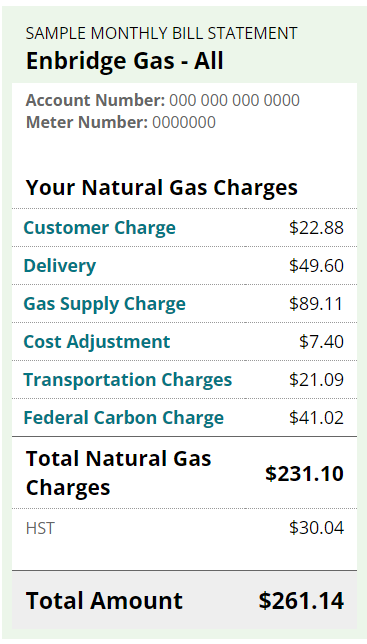 SAMPLE MONTHLY BILL STATEMENT
Enbridge Gas - All
Account Number: 000 000 000 0000
Meter Number: 0000000
Your Natural Gas Charges
Customer Charge $22.88
Delivery $49.60
Gas Supply Charge $89.11
Cost Adjustment $7.40
Transportation Charges $21.09
Federal Carbon Charge $41.02
Total Natural Gas
Charges $231.10
HST $30.04
Total Amount $261.14